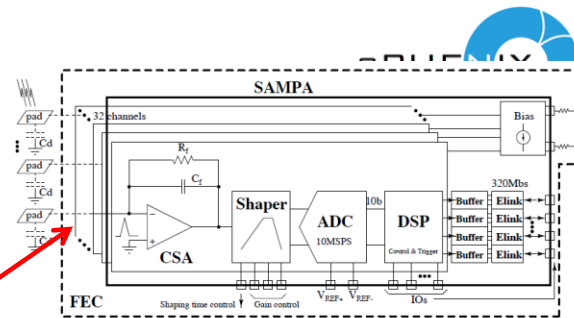 SAMPA
32 channels
pad
Cd
pad
Cd
pad
Rf
Cf
CSA
Shaper
ADC
10MSPS
10b
DSP
Control & Trigger
Bias
320Mbs
Buffer Elink
Buffer Elink
Buffer Elink
Buffer Elink
FEC
Shaping time control
Gain control
VREF+ VREF-
IOs